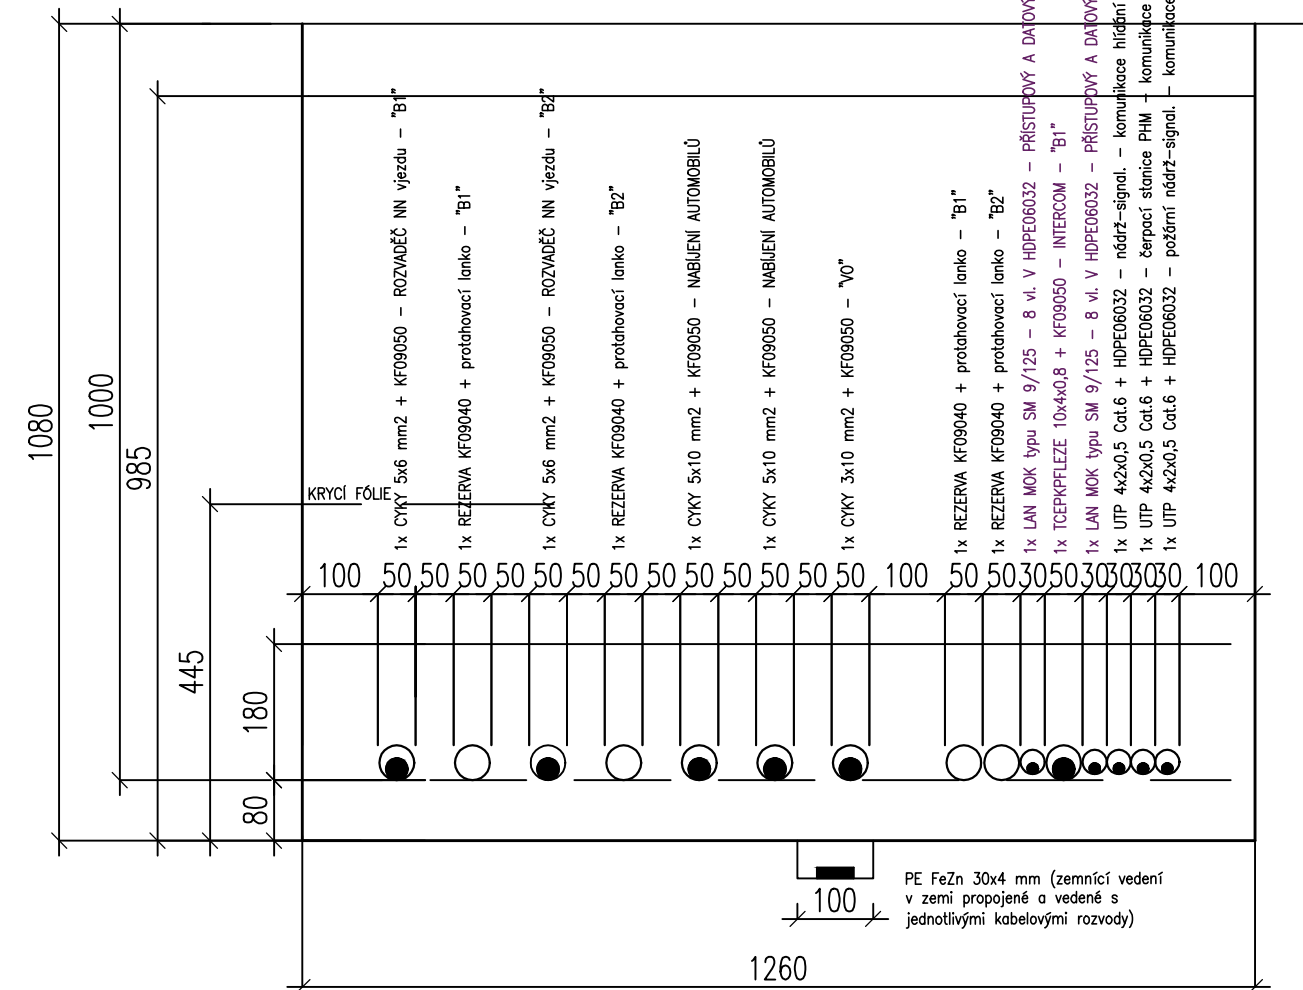 1x CYKY 5x6 mm2 + KF09050 – ROZVADĚČ NN vjezdu – "B1"
1x REZERVA KF09040 + protahovací lanko – "B1"
1x CYKY 5x6 mm2 + KF09050 – ROZVADĚČ NN vjezdu – "B2"
1x REZERVA KF09040 + protahovací lanko – "B2"
1x CYKY 5x10 mm2 + KF09050 – NABÍJENÍ AUTOMOBILŮ
1x CYKY 5x10 mm2 + KF09050 – NABÍJENÍ AUTOMOBILŮ
1x CYKY 3x10 mm2 + KF09050 – "VO"
1x REZERVA KF09040 + protahovací lanko – "B1"
1x REZERVA KF09040 + protahovací lanko – "B2"
1x LAN MOK typu SM 9/125 – 8 vl. V HDPE06032 – PŘÍSTUPOVÝ A DATOVÝ
1x TCEPKPFLEZE 10x4x0,8 + KF09050 – INTERCOM – "B1"
1x LAN MOK typu SM 9/125 – 8 vl. V HDPE06032 – PŘÍSTUPOVÝ A DATOVÝ
1x UTP 4x2x0,5 Cat.6 + HDPE06032 – nádrž–signal. – komunikace hlídání
1x UTP 4x2x0,5 Cat.6 + HDPE06032 – čerpací stanice PHM – komunikace
1x UTP 4x2x0,5 Cat.6 + HDPE06032 – požární nádrž–signal. – komunikace
1080
1000
985
445
180
80
KRYCÍ FÓLIE
100 50 50 50 50 50 50 50 50 50 50 50 50 50 100 50 50 30 50 30 30 30 30 100
PE FeZn 30x4 mm (zemnící vedení
v zemi propojené a vedené s
jednotlivými kabelovými rozvody)
100
1260